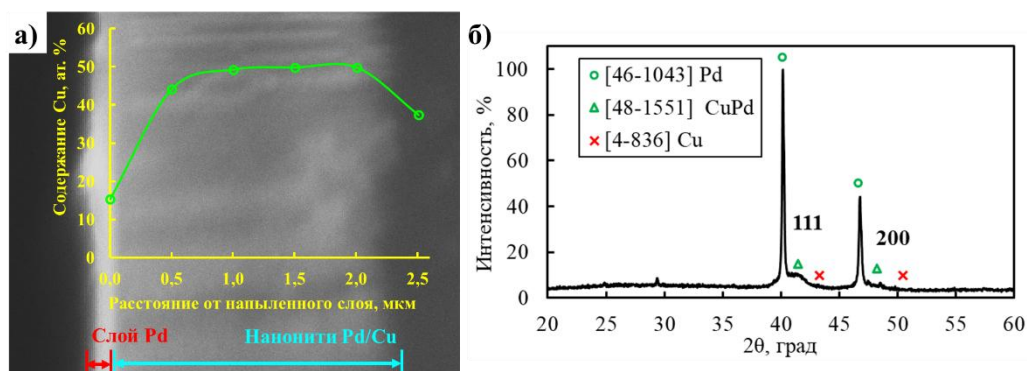 а)
Содержание Cu, ат. %
60
50
40
30
20
10
0
0,0 0,5 1,0 1,5 2,0 2,5
Расстояние от напыленного слоя, мкм
Слой Pd
Нанонити Pd/Cu
б)
Интенсивность, %
100
80
60
40
20
0
[46-1043] Pd
[48-1551] CuPd
[4-836] Cu
111
200
20 25 30 35 40 45 50 55 60
2θ, град